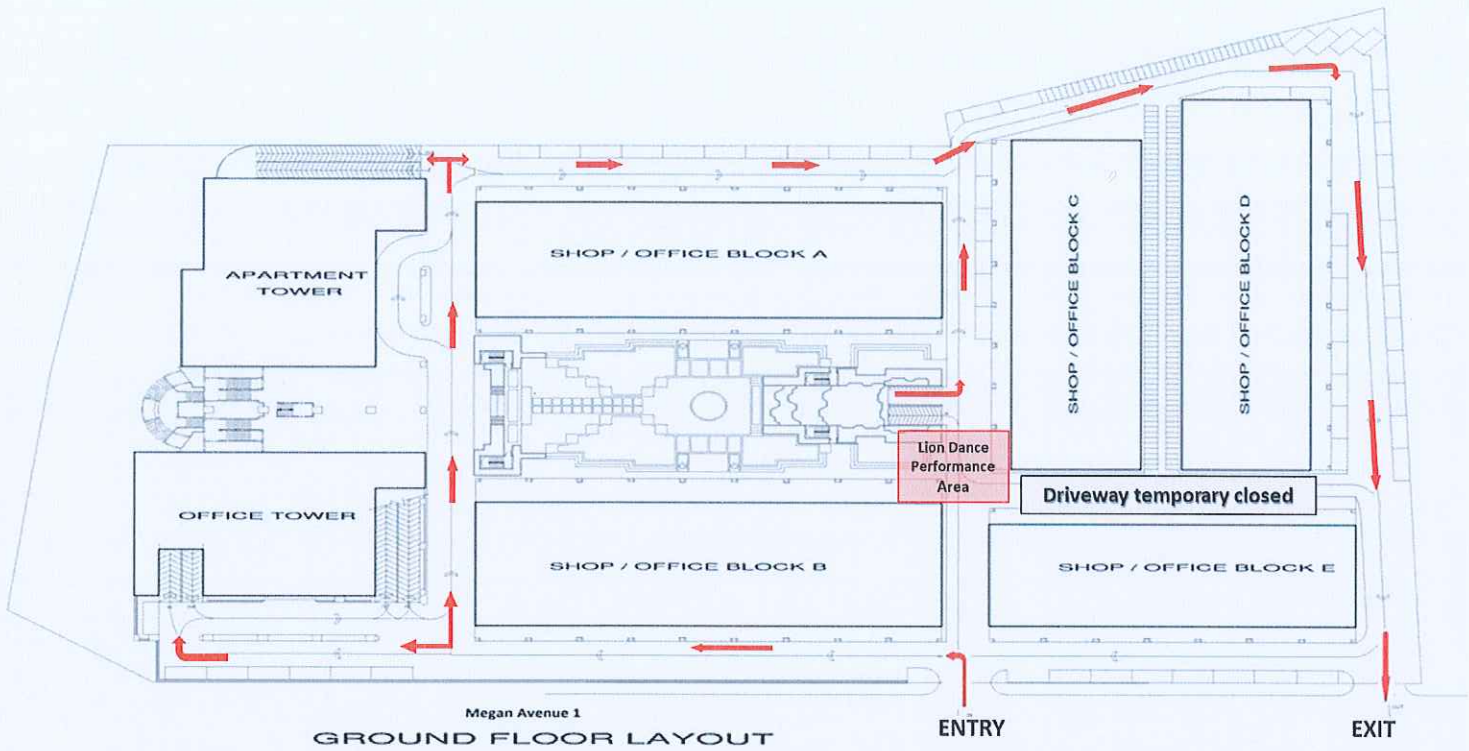 APARTMENT
TOWER
SHOP / OFFICE BLOCK A
SHOP / OFFICE BLOCK C
SHOP / OFFICE BLOCK D
Lion Dance
Performance
Area
Driveway temporary closed
OFFICE TOWER
SHOP / OFFICE BLOCK B
SHOP / OFFICE BLOCK E
Megan Avenue 1
GROUND FLOOR LAYOUT
ENTRY
EXIT